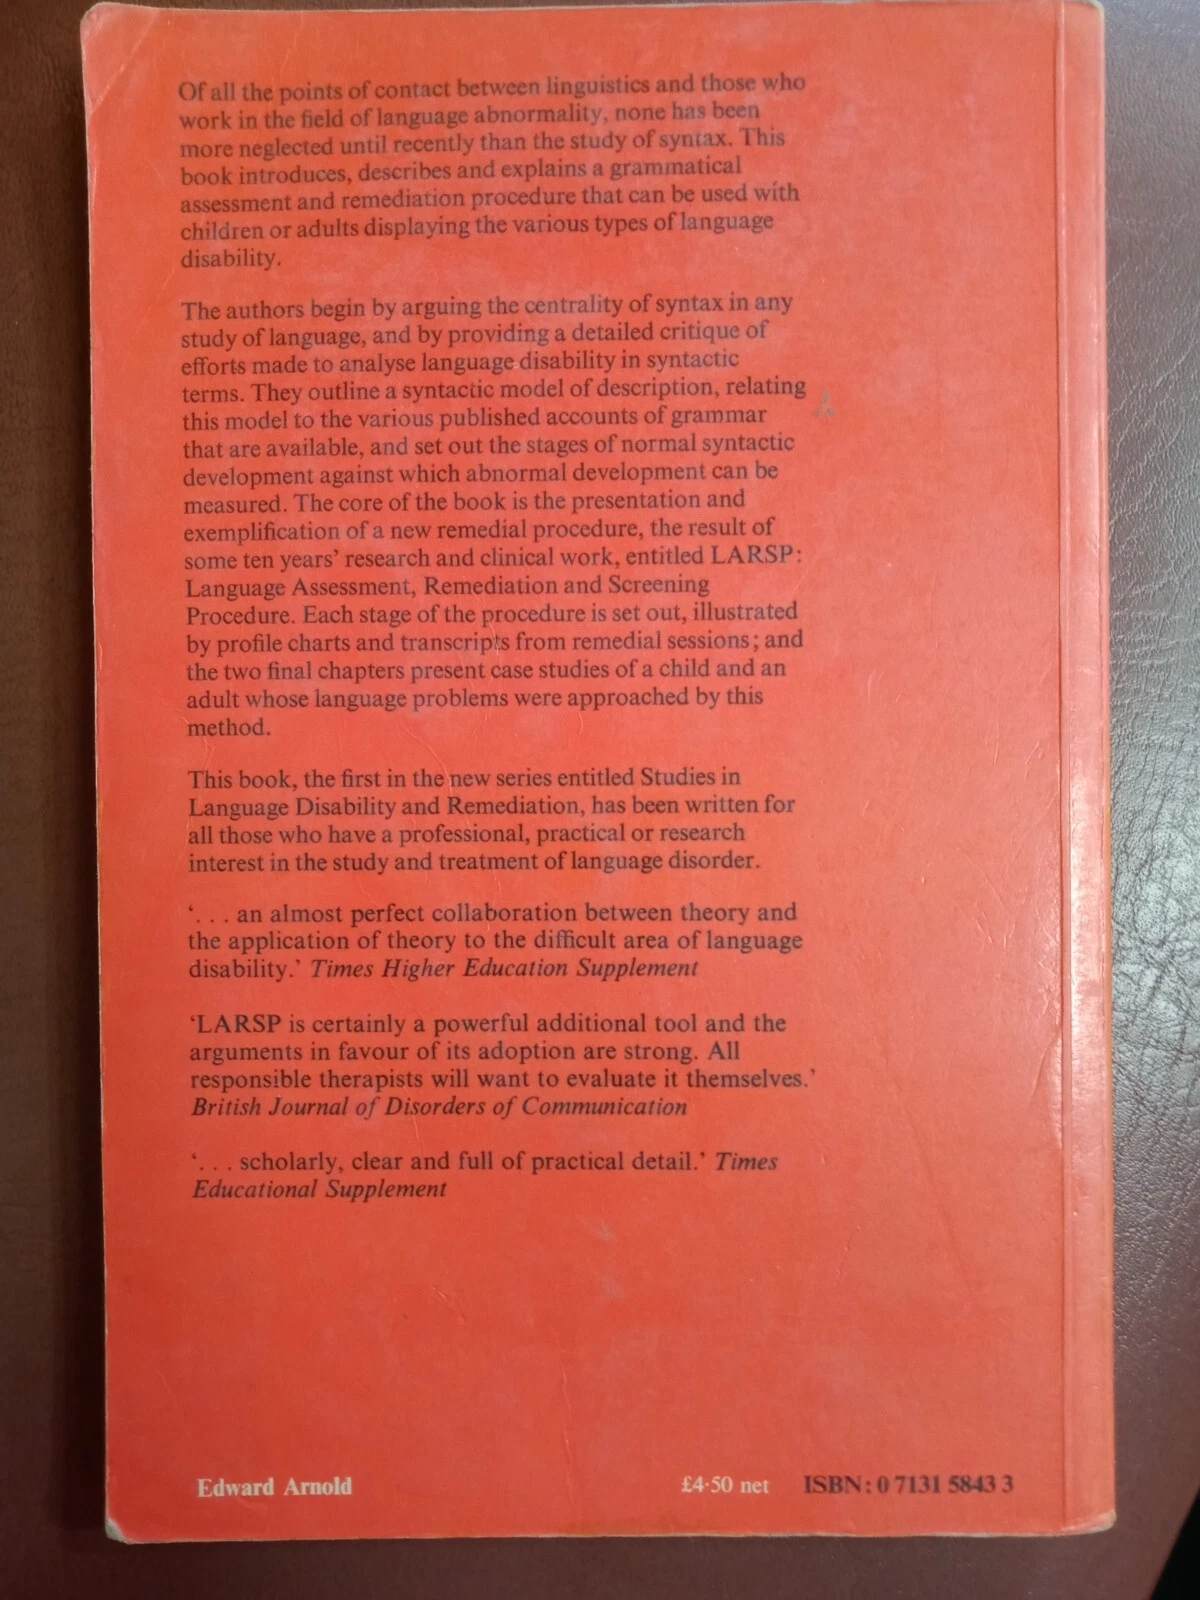 Of all the points of contact between linguistics and those who
work in the field of language abnormality, none has been
more neglected until recently than the study of syntax. This
book introduces, describes and explains a grammatical
assessment and remediation procedure that can be used with
children or adults displaying the various types of language
disability.
The authors begin by arguing the centrality of syntax in any
study of language, and by providing a detailed critique of
efforts made to analyse language disability in syntactic
terms. They outline a syntactic model of description, relating
this model to the various published accounts of grammar
that are available, and set out the stages of normal syntactic
development against which abnormal development can be
measured. The core of the book is the presentation and
exemplification of a new remedial procedure, the result of
some ten years' research and clinical work, entitled LARSP:
Language Assessment, Remediation and Screening
Procedure. Each stage of the procedure is set out, illustrated
by profile charts and transcripts from remedial sessions; and
the two final chapters present case studies of a child and an
adult whose language problems were approached by this
method.
This book, the first in the new series entitled Studies in
Language Disability and Remediation, has been written for
all those who have a professional, practical or research
interest in the study and treatment of language disorder.
'. . . an almost perfect collaboration between theory and
the application of theory to the difficult area of language
disability.' Times Higher Education Supplement
'LARSP is certainly a powerful additional tool and the
arguments in favour of its adoption are strong. All
responsible therapists will want to evaluate it themselves.'
British Journal of Disorders of Communication
'. . . scholarly, clear and full of practical detail.' Times
Educational Supplement
Edward Arnold £4·50 net ISBN: 0 7131 5843 3